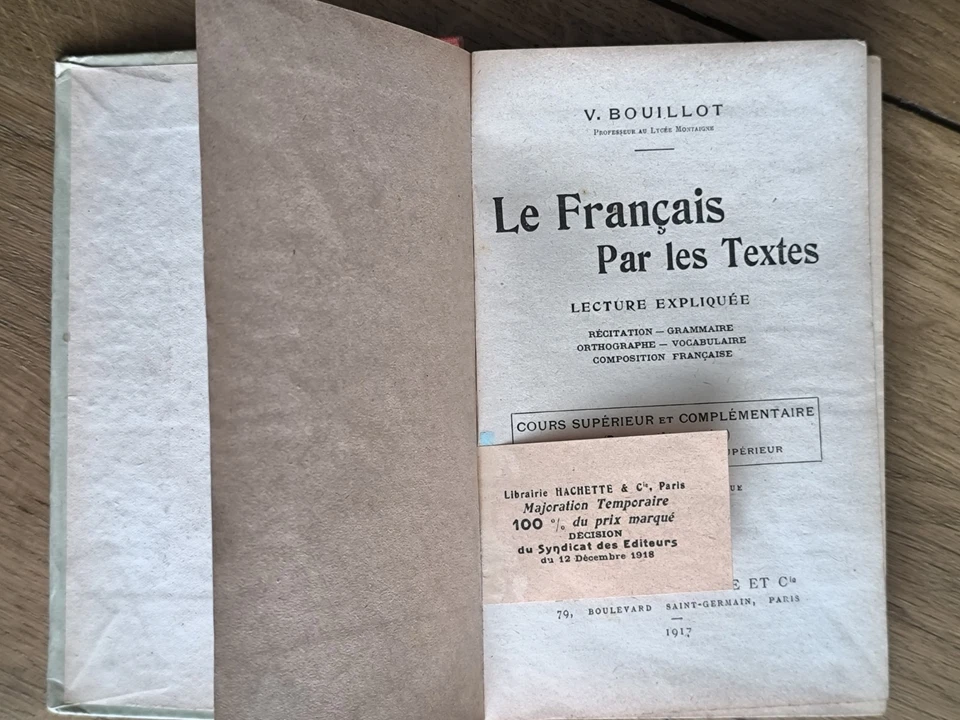 V. BOUILLOT
PROFESSEUR AU LYCÉE MONTAIGNE
Le Français
Par les Textes
LECTURE EXPLIQUÉE
RÉCITATION — GRAMMAIRE
ORTHOGRAPHE — VOCABULAIRE
COMPOSITION FRANÇAISE
COURS SUPÉRIEUR ET COMPLÉMENTAIRE
Librairie HACHETTE & Cie, Paris
Majoration Temporaire
100 % du prix marqué
DÉCISION
du Syndicat des Editeurs
du 12 Décembre 1918
ET Cie
79, BOULEVARD SAINT-GERMAIN, PARIS
1917